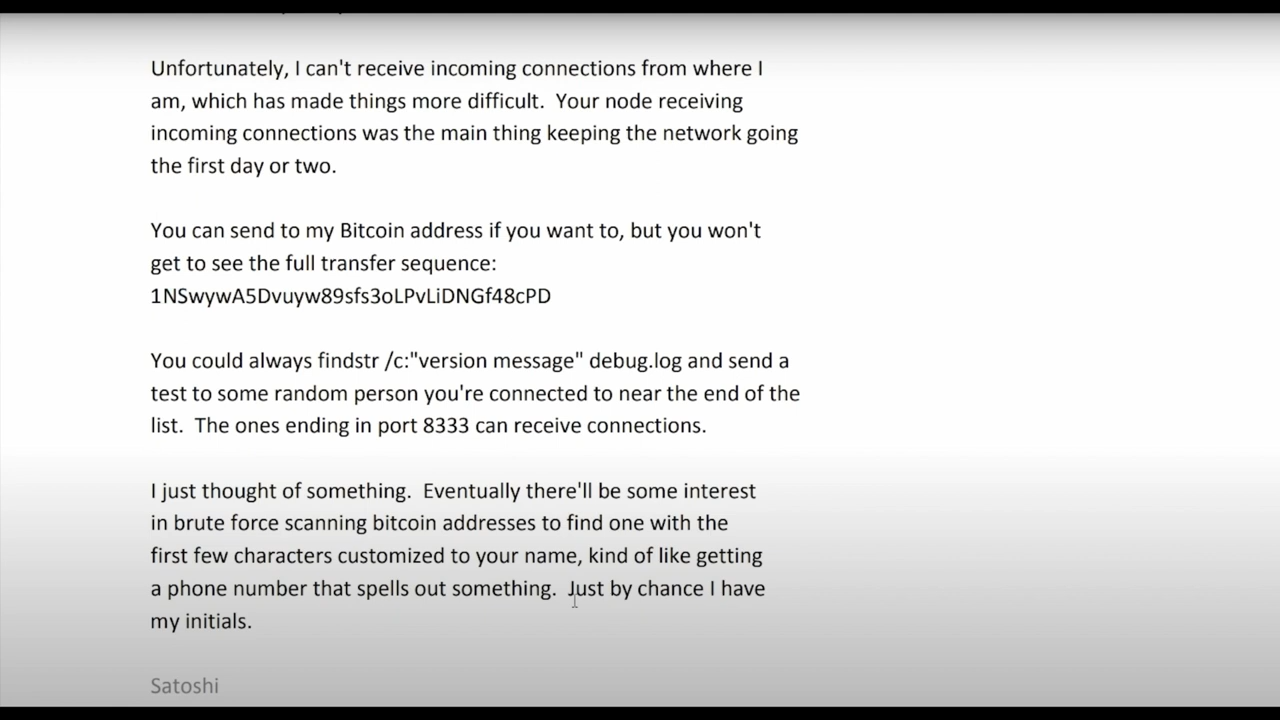 Unfortunately, I can't receive incoming connections from where I
am, which has made things more difficult.  Your node receiving
incoming connections was the main thing keeping the network going
the first day or two.
You can send to my Bitcoin address if you want to, but you won't
get to see the full transfer sequence:
1NSwywA5Dvuyw89sfs3oLPvLiDNGf48cPD
You could always findstr /c:"version message" debug.log and send a
test to some random person you're connected to near the end of the
list.  The ones ending in port 8333 can receive connections.
I just thought of something.  Eventually there'll be some interest
in brute force scanning bitcoin addresses to find one with the
first few characters customized to your name, kind of like getting
a phone number that spells out something.  Just by chance I have
my initials.
Satoshi